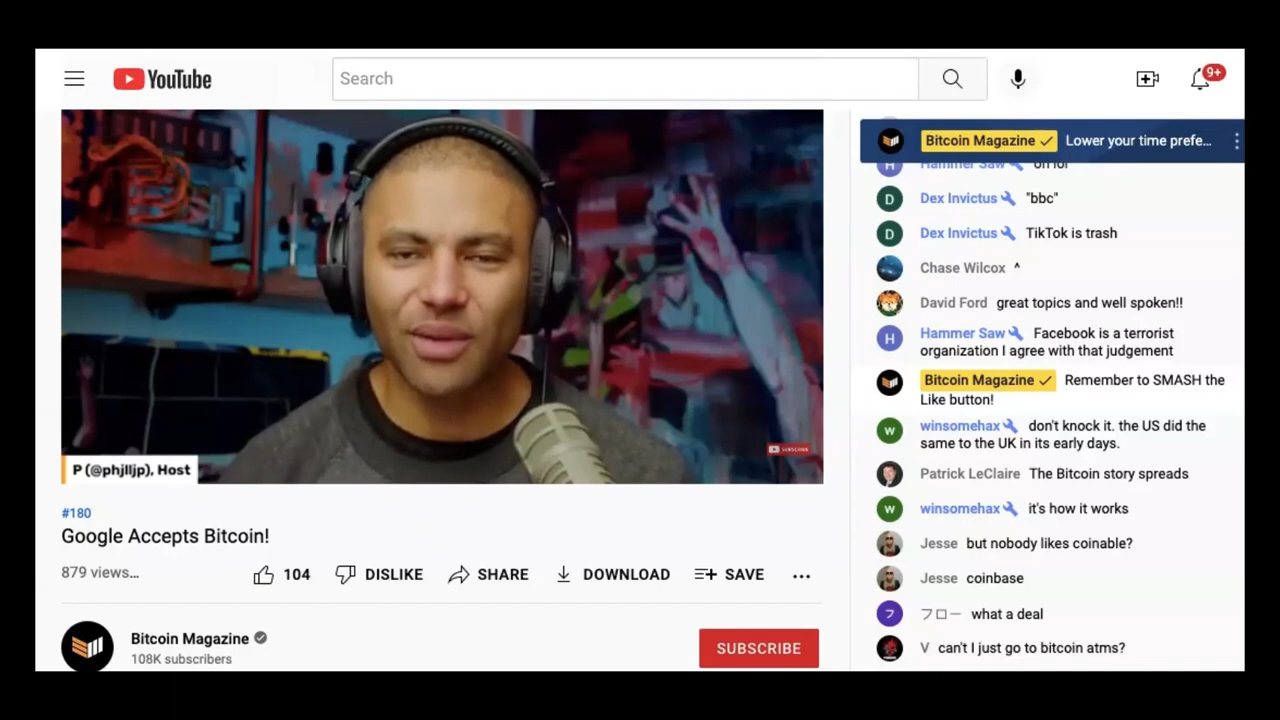 YouTube
Search
9+
Bitcoin Magazine Lower your time prefe...
Hammer Saw
D Dex Invictus "bbc"
D Dex Invictus TikTok is trash
Chase Wilcox ^
David Ford great topics and well spoken!!
H Hammer Saw Facebook is a terrorist
organization I agree with that judgement
Bitcoin Magazine Remember to SMASH the
Like button!
w winsomehax don't knock it. the US did the
same to the UK in its early days.
Patrick LeClaire The Bitcoin story spreads
w winsomehax it's how it works
Jesse but nobody likes coinable?
Jesse coinbase
フ フロー what a deal
V can't I just go to bitcoin atms?
SUBSCRIBE
P (@phjlljp), Host
#180
Google Accepts Bitcoin!
879 views...
104 DISLIKE SHARE DOWNLOAD SAVE
Bitcoin Magazine
108K subscribers
SUBSCRIBE